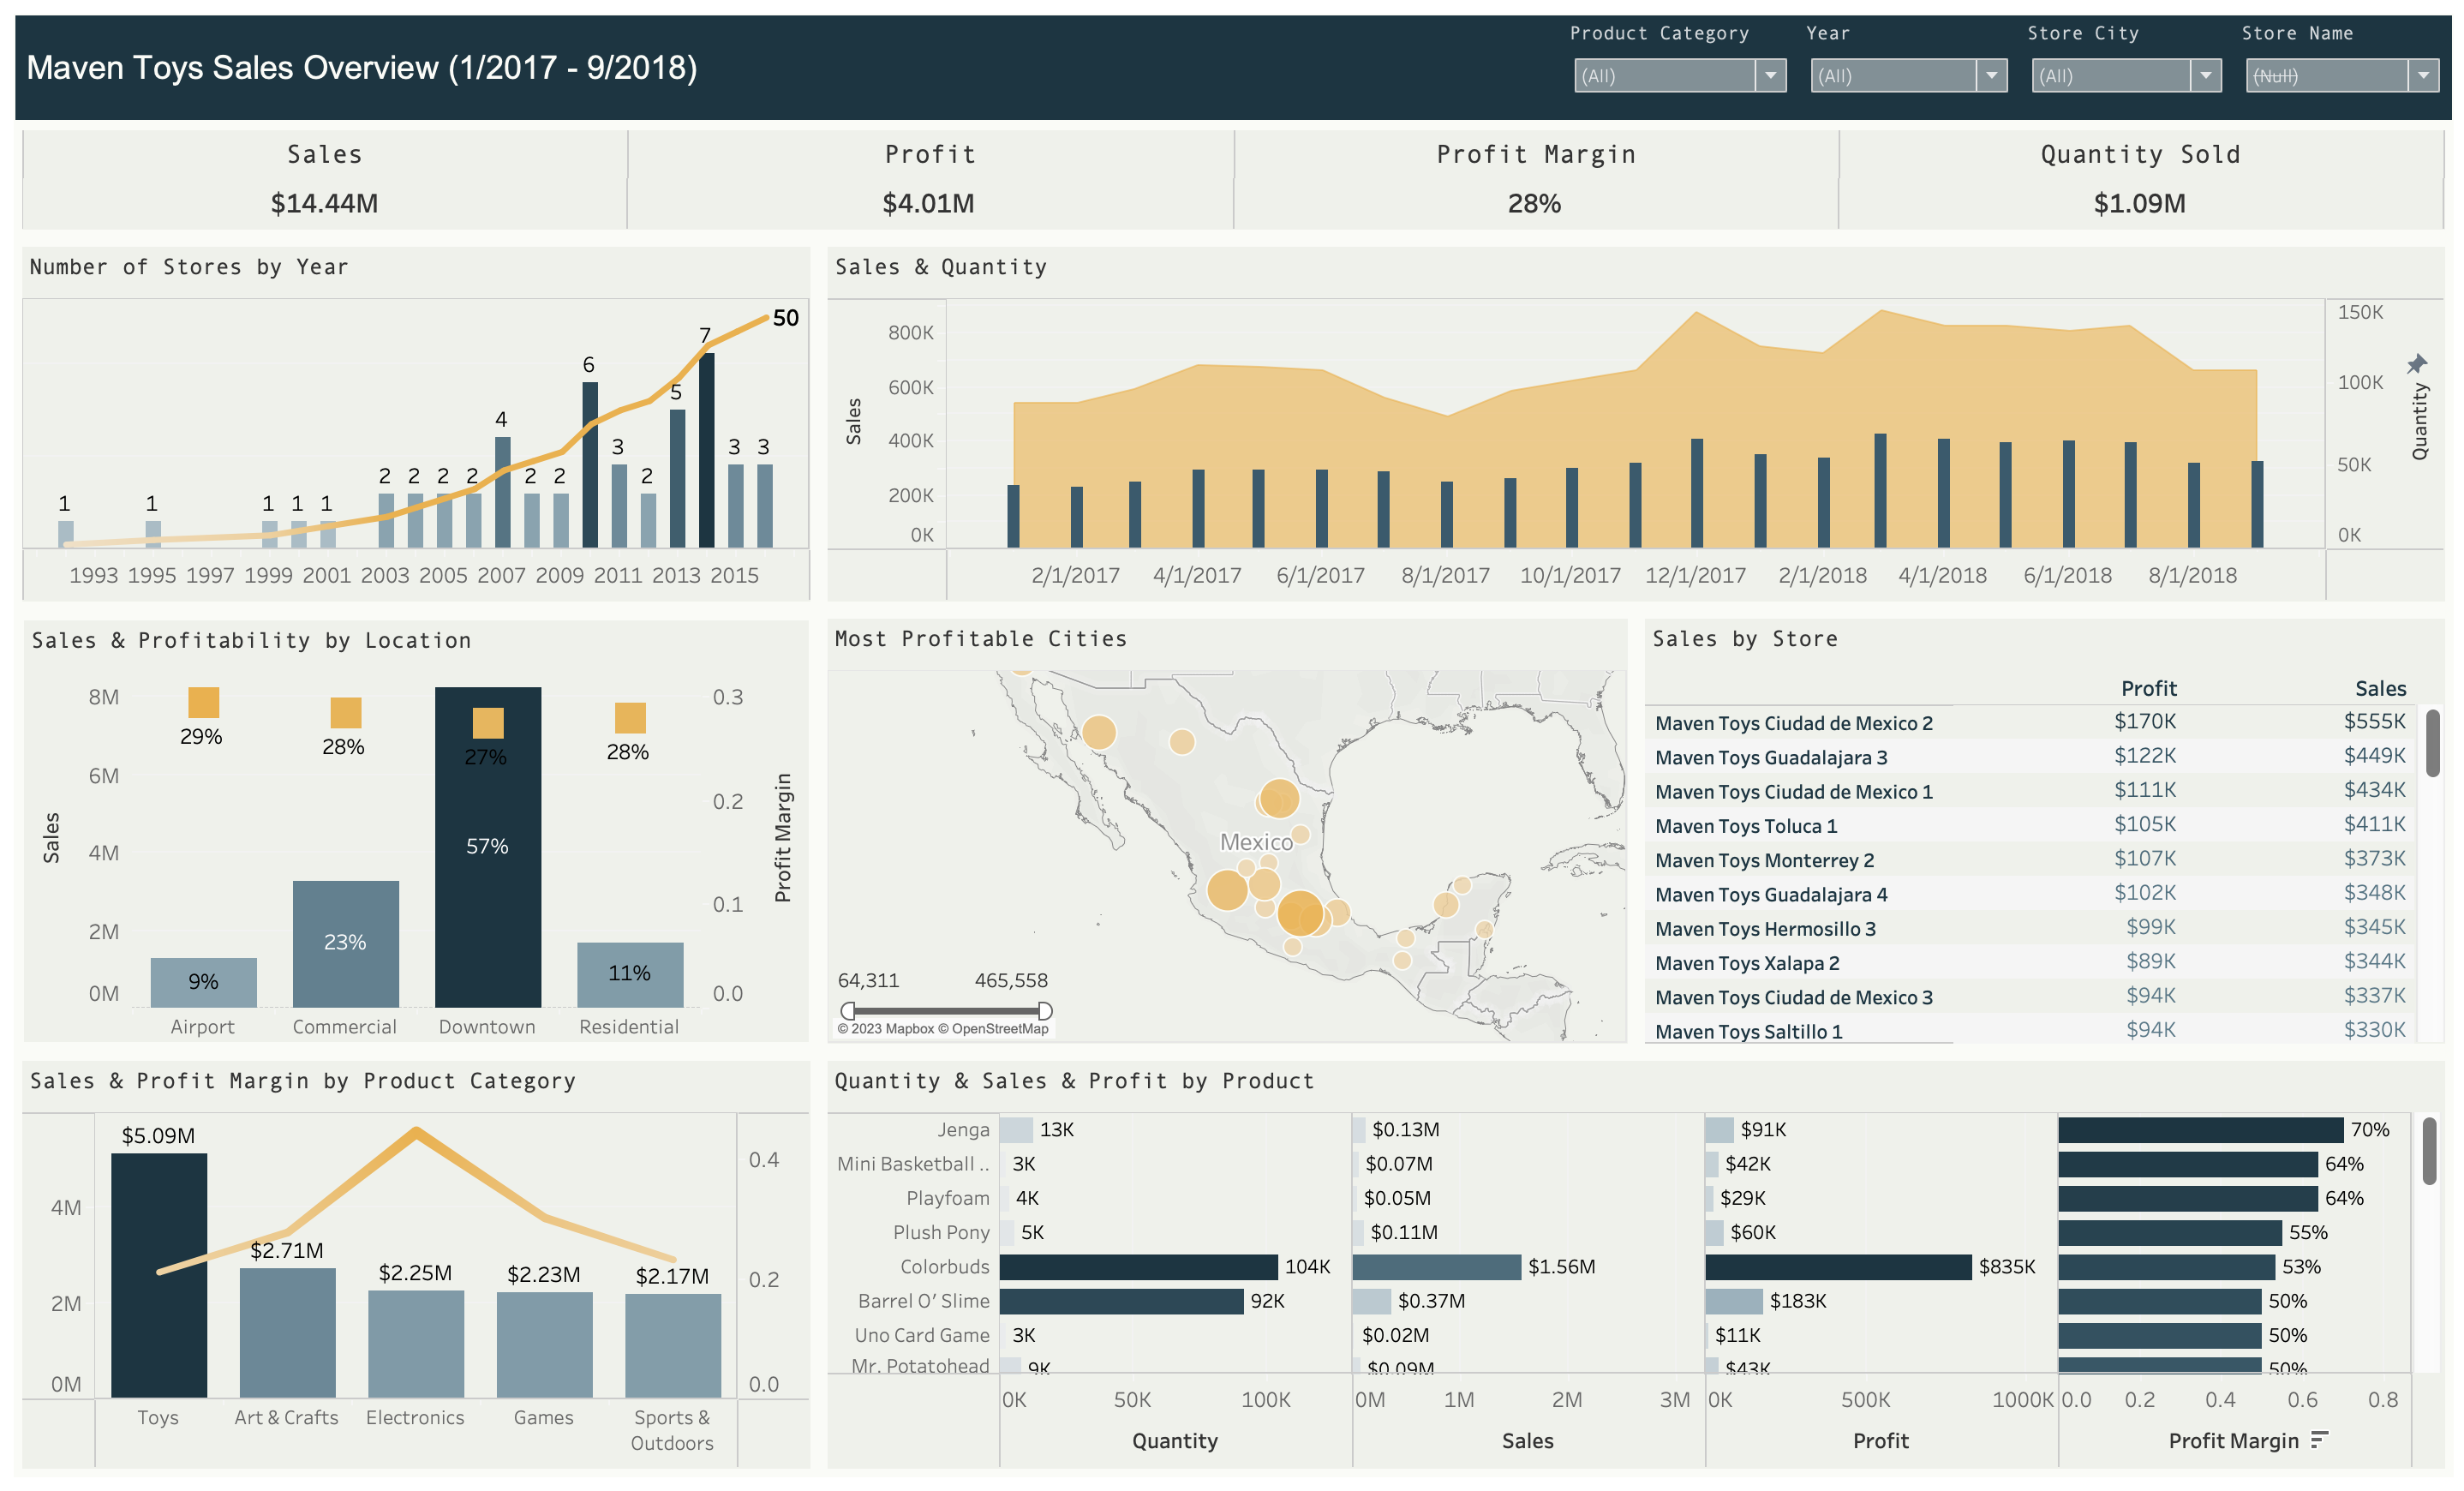 Maven Toys Sales Overview (1/2017 - 9/2018)
Product Category
Year
Store City
Store Name
(All)
(All)
(All)
(Null)
Sales
Profit
Profit Margin
Quantity Sold
$14.44M
$4.01M
28%
$1.09M
Number of Stores by Year
1 1 1 1 1 2 2 2 2 4 2 2 6 3 2 5 7 3 3 50
1993 1995 1997 1999 2001 2003 2005 2007 2009 2011 2013 2015
Sales & Quantity
Sales
800K
600K
400K
200K
0K
150K
100K
50K
0K
Quantity
2/1/2017 4/1/2017 6/1/2017 8/1/2017 10/1/2017 12/1/2017 2/1/2018 4/1/2018 6/1/2018 8/1/2018
Sales & Profitability by Location
Sales
8M
6M
4M
2M
0M
29% 28% 27% 28%
9% 23% 57% 11%
0.3
0.2
0.1
0.0
Profit Margin
Airport Commercial Downtown Residential
Most Profitable Cities
Mexico
64,311 465,558
© 2023 Mapbox © OpenStreetMap
Sales by Store
Profit Sales
Maven Toys Ciudad de Mexico 2 $170K $555K
Maven Toys Guadalajara 3 $122K $449K
Maven Toys Ciudad de Mexico 1 $111K $434K
Maven Toys Toluca 1 $105K $411K
Maven Toys Monterrey 2 $107K $373K
Maven Toys Guadalajara 4 $102K $348K
Maven Toys Hermosillo 3 $99K $345K
Maven Toys Xalapa 2 $89K $344K
Maven Toys Ciudad de Mexico 3 $94K $337K
Maven Toys Saltillo 1 $94K $330K
Sales & Profit Margin by Product Category
$5.09M $2.71M $2.25M $2.23M $2.17M
4M
2M
0M
0.4
0.2
0.0
Toys Art & Crafts Electronics Games Sports &
Outdoors
Quantity & Sales & Profit by Product
Jenga 13K $0.13M $91K 70%
Mini Basketball .. 3K $0.07M $42K 64%
Playfoam 4K $0.05M $29K 64%
Plush Pony 5K $0.11M $60K 55%
Colorbuds 104K $1.56M $835K 53%
Barrel O' Slime 92K $0.37M $183K 50%
Uno Card Game 3K $0.02M $11K 50%
Mr. Potatohead 9K $0.09M $43K 50%
0K 50K 100K 0M 1M 2M 3M 0K 500K 1000K 0.0 0.2 0.4 0.6 0.8
Quantity Sales Profit Profit Margin